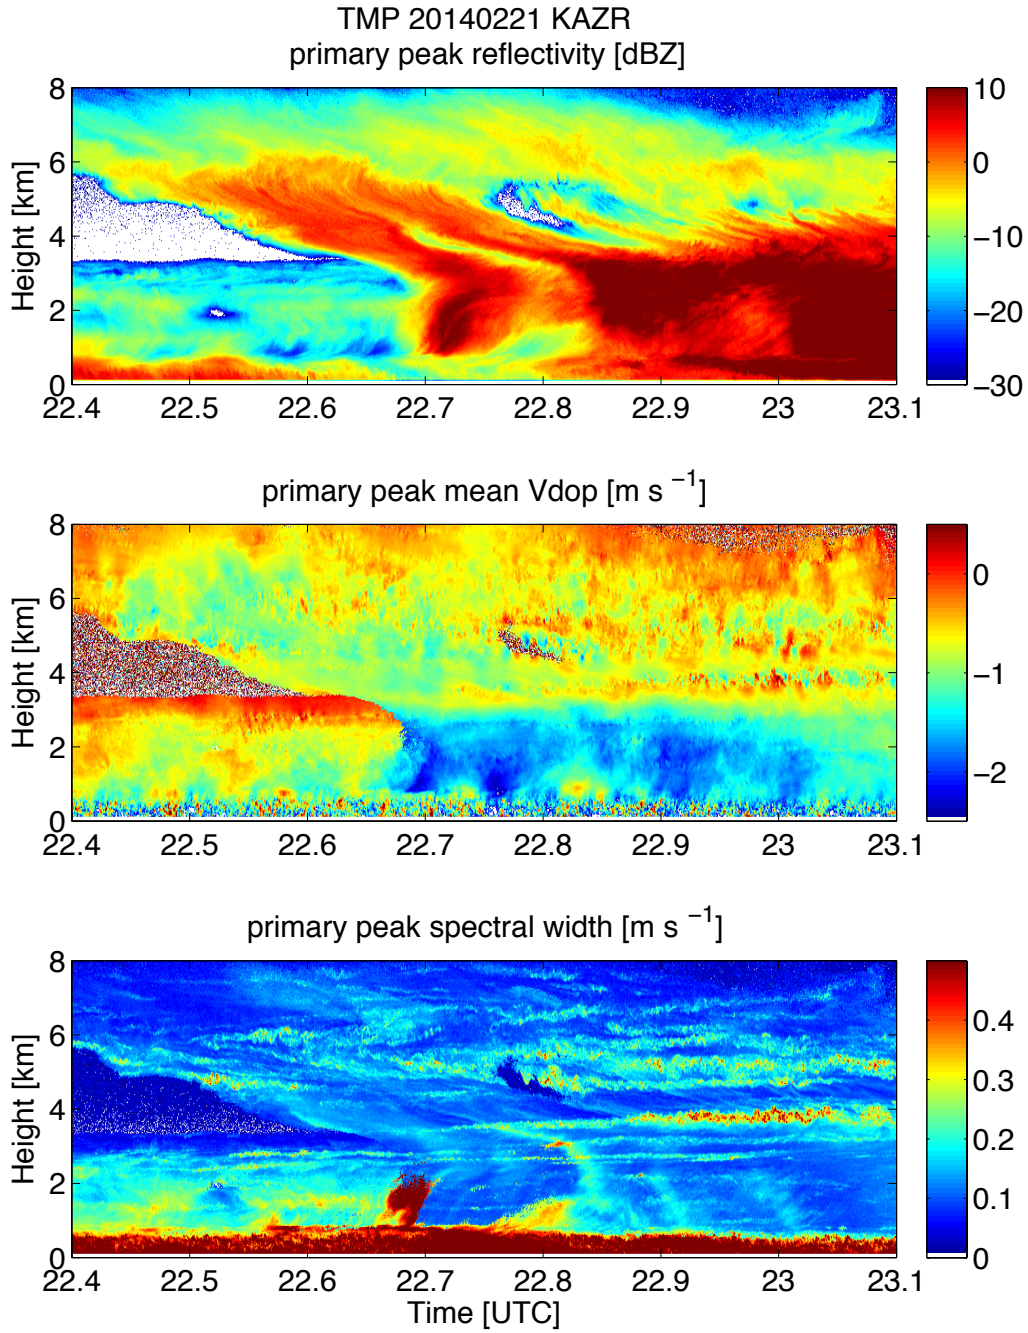 TMP 20140221 KAZR
primary peak reflectivity [dBZ]
8
6
4
2
0
Height [km]
22.4 22.5 22.6 22.7 22.8 22.9 23 23.1
10
0
−10
−20
−30
primary peak mean Vdop [m s −1]
8
6
4
2
0
Height [km]
22.4 22.5 22.6 22.7 22.8 22.9 23 23.1
0
−1
−2
primary peak spectral width [m s −1]
8
6
4
2
0
Height [km]
22.4 22.5 22.6 22.7 22.8 22.9 23 23.1
Time [UTC]
0.4
0.3
0.2
0.1
0